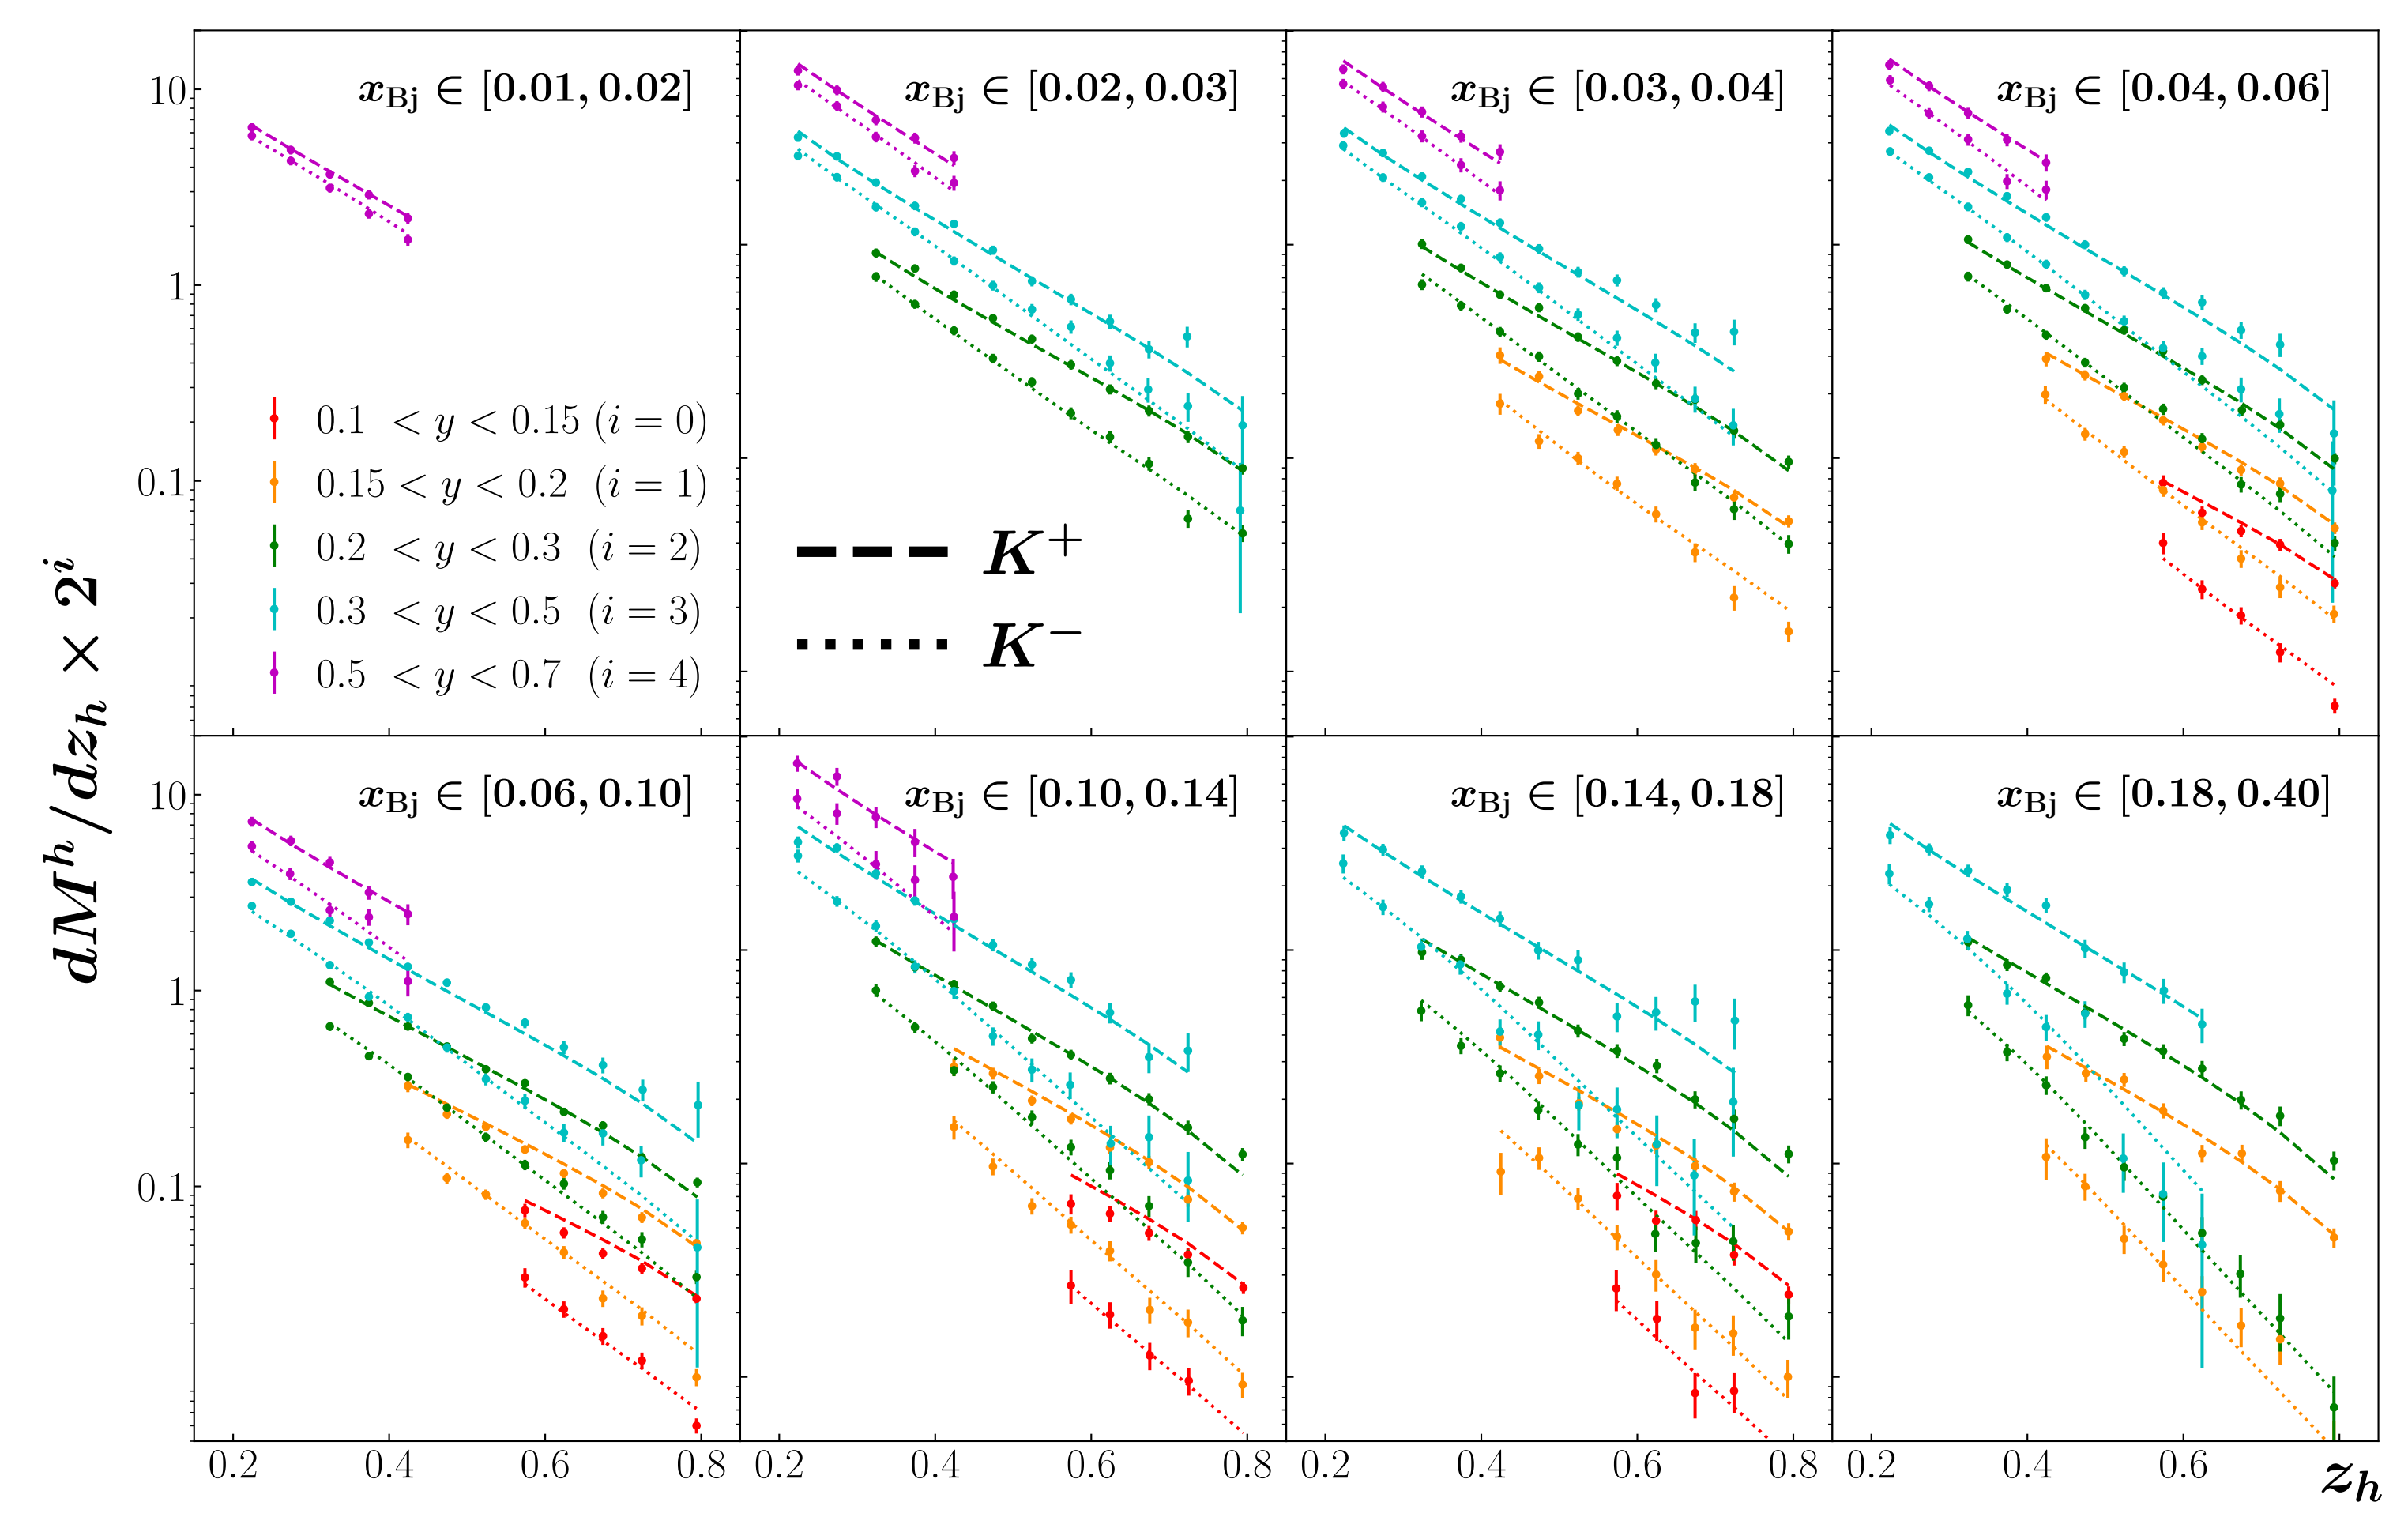 x_Bj ∈ [0.01, 0.02]
x_Bj ∈ [0.02, 0.03]
x_Bj ∈ [0.03, 0.04]
x_Bj ∈ [0.04, 0.06]
10
1
0.1
0.1 < y < 0.15 (i = 0)
0.15 < y < 0.2 (i = 1)
0.2 < y < 0.3 (i = 2)
0.3 < y < 0.5 (i = 3)
0.5 < y < 0.7 (i = 4)
K⁺
K⁻
dM^h/dz_h × 2^i
x_Bj ∈ [0.06, 0.10]
x_Bj ∈ [0.10, 0.14]
x_Bj ∈ [0.14, 0.18]
x_Bj ∈ [0.18, 0.40]
10
1
0.1
0.2 0.4 0.6 0.8
0.2 0.4 0.6 0.8
0.2 0.4 0.6 0.8
0.2 0.4 0.6
z_h